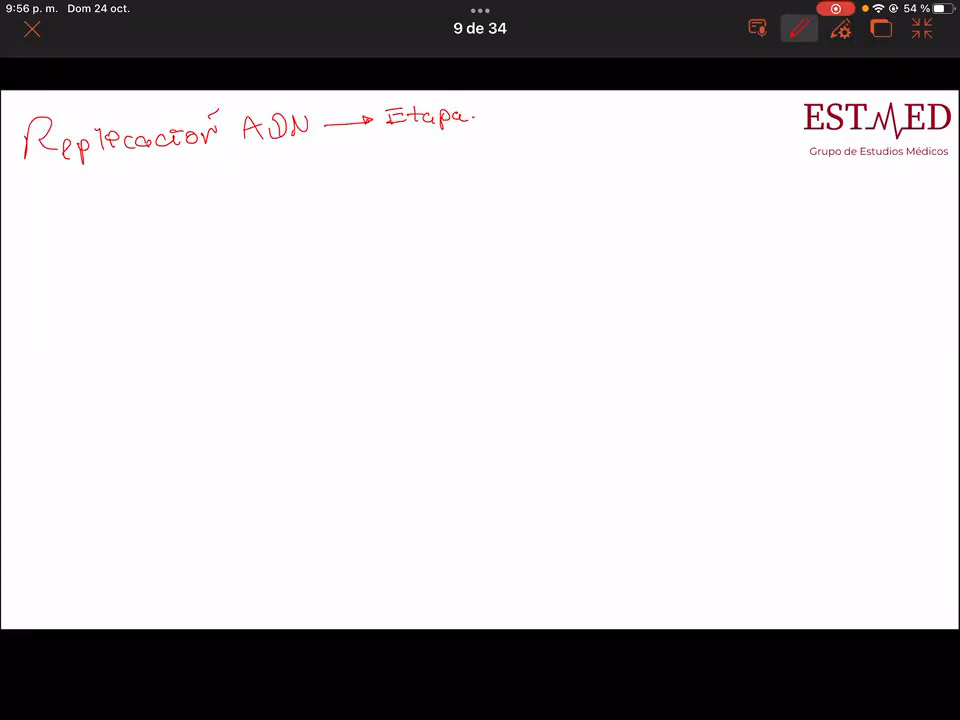 9:56 p. m. Dom 24 oct. 54 %
9 de 34
Replicación ADN → Etapa.
ESTMED
Grupo de Estudios Médicos